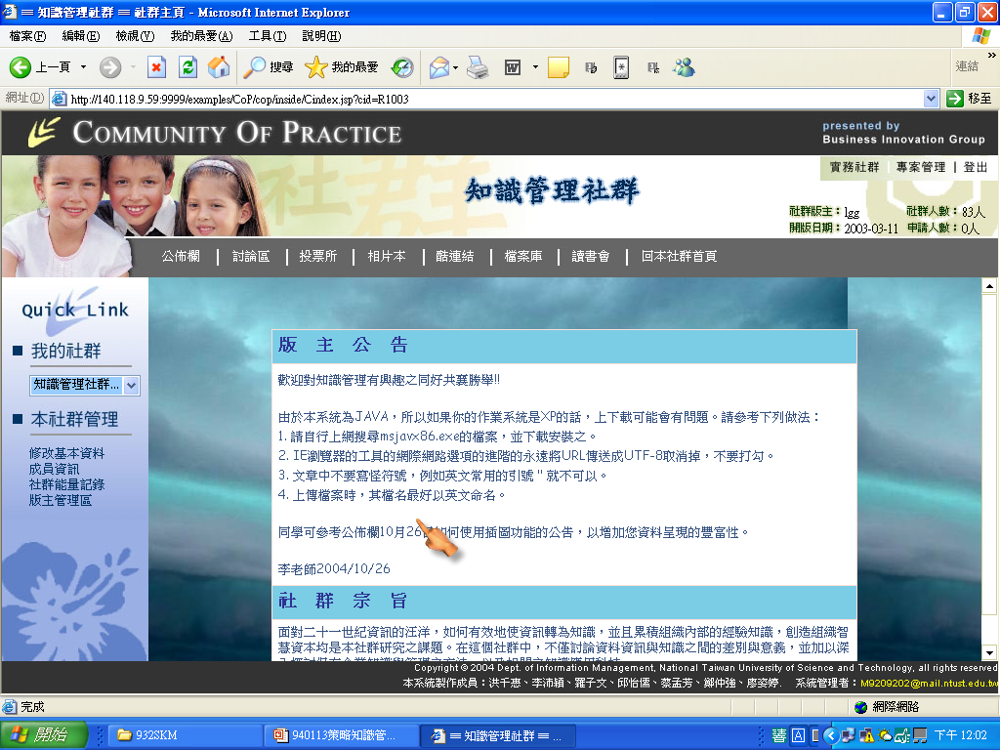 ═ 知識管理社群 ═ 社群主頁 - Microsoft Internet Explorer
檔案(F) 編輯(E) 檢視(V) 我的最愛(A) 工具(T) 說明(H)
上一頁 搜尋 我的最愛 連結
網址(D) http://140.118.9.59:9999/examples/CoP/cop/inside/Cindex.jsp?cid=R1003 移至
COMMUNITY OF PRACTICE
presented by
Business Innovation Group
實務社群 | 專案管理 | 登出
社群
知識管理社群
社群版主：lgg 社群人數：83人
開版日期：2003-03-11 申請人數：0人
公佈欄 | 討論區 | 投票所 | 相片本 | 酷連結 | 檔案庫 | 讀書會 | 回本社群首頁
Quick Link
我的社群
知識管理社群...
本社群管理
修改基本資料
成員資訊
社群能量記錄
版主管理區
版 主 公 告
歡迎對知識管理有興趣之同好共襄勝舉!!
由於本系統為JAVA，所以如果你的作業系統是XP的話，上下載可能會有問題。請參考下列做法：
1. 請自行上網搜尋msjavx86.exe的檔案，並下載安裝之。
2. IE瀏覽器的工具的網際網路選項的進階的永遠將URL傳送成UTF-8取消掉，不要打勾。
3. 文章中不要寫怪符號，例如英文常用的引號 " 就不可以。
4. 上傳檔案時，其檔名最好以英文命名。
同學可參考公佈欄10月26 如何使用插圖功能的公告，以增加您資料呈現的豐富性。
李老師2004/10/26
社 群 宗 旨
面對二十一世紀資訊的汪洋，如何有效地使資訊轉為知識，並且累積組織內部的經驗知識，創造組織智
慧資本均是本社群研究之課題。在這個社群中，不僅討論資料資訊與知識之間的差別與意義，並加以深
Copyright © 2004 Dept. of Information Management, National Taiwan University of Science and Technology, all rights reserved
本系統製作成員：洪千惠、李沛穎、羅子文、邱怡儒、蔡孟芳、鄭仲強、廖姿婷. 系統管理者：M9209202@mail.ntust.edu.tw
完成 網際網路
開始 932SKM 940113策略知識管... ═ 知識管理社群 ═ ... 下午 12:02